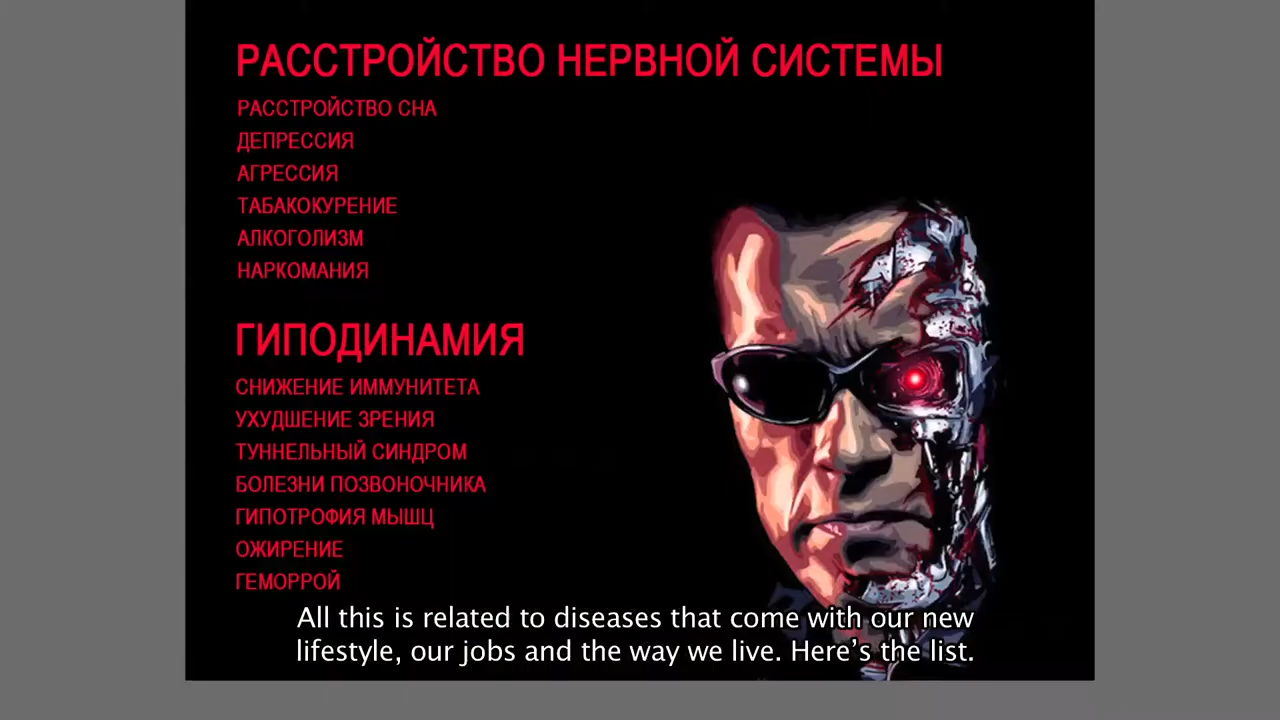 РАССТРОЙСТВО НЕРВНОЙ СИСТЕМЫ
РАССТРОЙСТВО СНА
ДЕПРЕССИЯ
АГРЕССИЯ
ТАБАКОКУРЕНИЕ
АЛКОГОЛИЗМ
НАРКОМАНИЯ
ГИПОДИНАМИЯ
СНИЖЕНИЕ ИММУНИТЕТА
УХУДШЕНИЕ ЗРЕНИЯ
ТУННЕЛЬНЫЙ СИНДРОМ
БОЛЕЗНИ ПОЗВОНОЧНИКА
ГИПОТРОФИЯ МЫШЦ
ОЖИРЕНИЕ
ГЕМОРРОЙ
All this is related to diseases that come with our new
lifestyle, our jobs and the way we live. Here's the list.